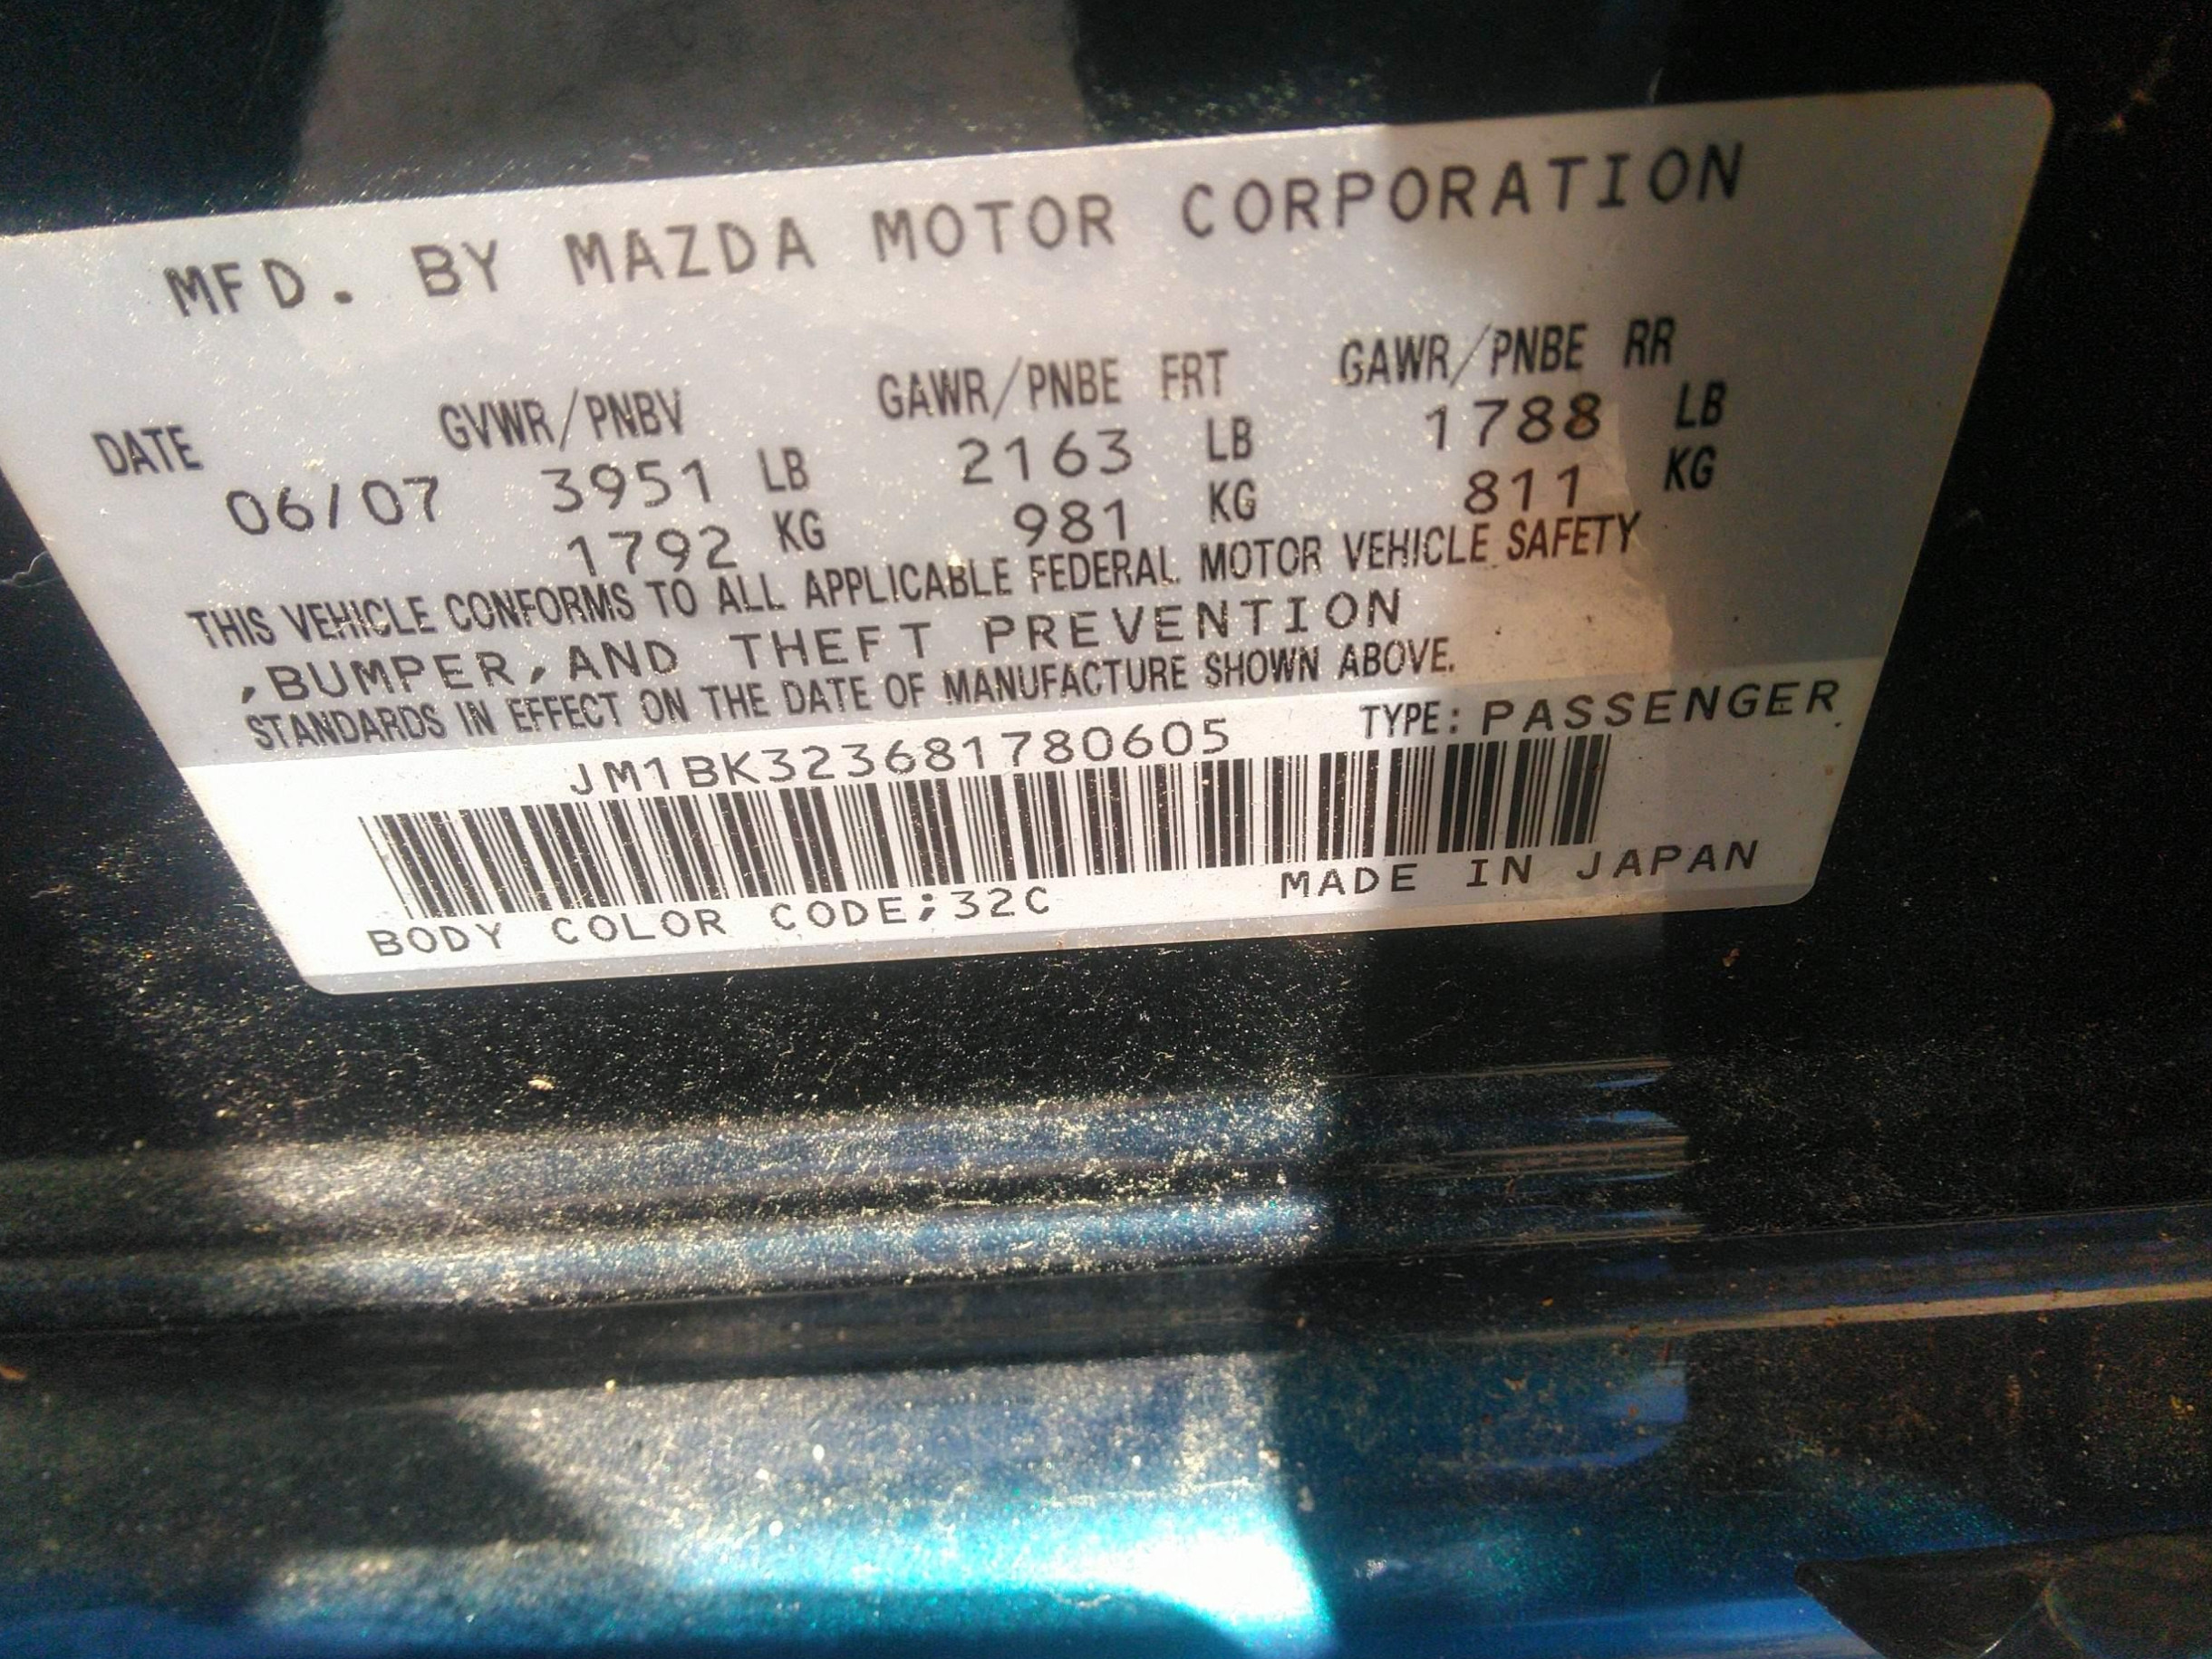 MFD. BY MAZDA MOTOR CORPORATION
DATE GVWR/PNBV GAWR/PNBE FRT GAWR/PNBE RR
06/07 3951 LB 2163 LB 1788 LB
1792 KG 981 KG 811 KG
THIS VEHICLE CONFORMS TO ALL APPLICABLE FEDERAL MOTOR VEHICLE SAFETY
,BUMPER,AND THEFT PREVENTION
STANDARDS IN EFFECT ON THE DATE OF MANUFACTURE SHOWN ABOVE.
JM1BK323681780605 TYPE: PASSENGER
BODY COLOR CODE;32C MADE IN JAPAN